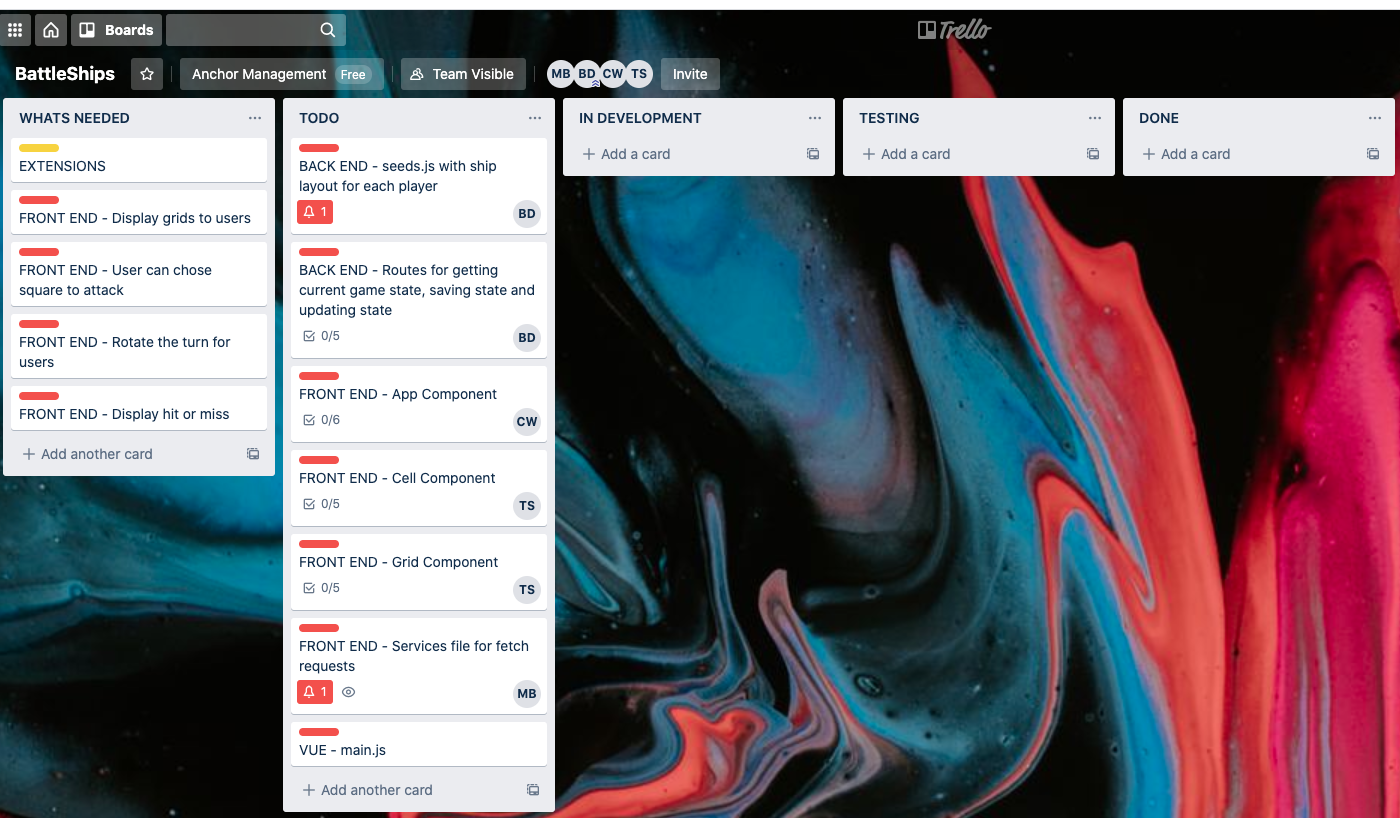 Boards
Trello
BattleShips
Anchor Management Free
Team Visible
MB BD CW TS
Invite
WHATS NEEDED
EXTENSIONS
FRONT END - Display grids to users
FRONT END - User can chose
square to attack
FRONT END - Rotate the turn for
users
FRONT END - Display hit or miss
Add another card
TODO
BACK END - seeds.js with ship
layout for each player
1
BD
BACK END - Routes for getting
current game state, saving state and
updating state
0/5
BD
FRONT END - App Component
0/6
CW
FRONT END - Cell Component
0/5
TS
FRONT END - Grid Component
0/5
TS
FRONT END - Services file for fetch
requests
1
MB
VUE - main.js
Add another card
IN DEVELOPMENT
Add a card
TESTING
Add a card
DONE
Add a card